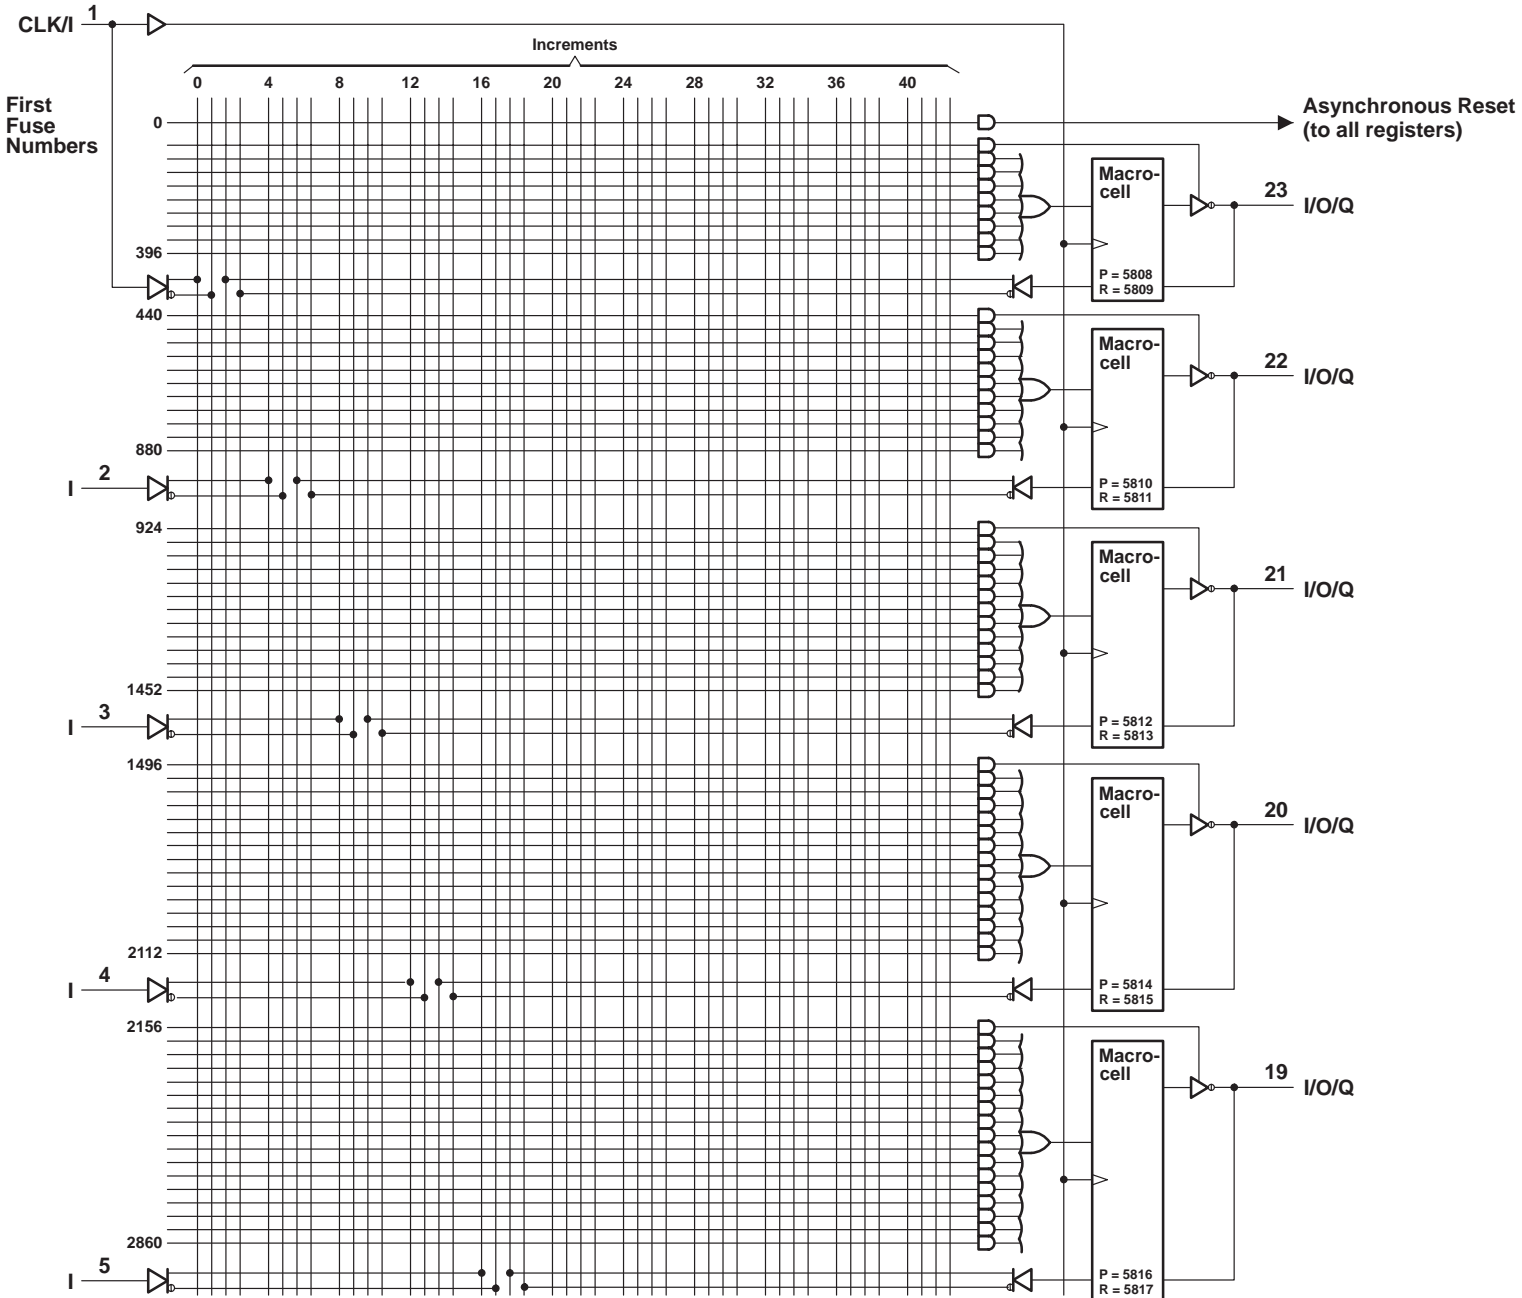 CLK/I 1
Increments
0 4 8 12 16 20 24 28 32 36 40
First
Fuse
Numbers
0
Asynchronous Reset
(to all registers)
Macro-
cell
23 I/O/Q
396
P = 5808
R = 5809
440
Macro-
cell
22 I/O/Q
880
I 2
P = 5810
R = 5811
924
Macro-
cell
21 I/O/Q
1452
I 3
P = 5812
R = 5813
1496
Macro-
cell
20 I/O/Q
2112
I 4
P = 5814
R = 5815
2156
Macro-
cell
19 I/O/Q
2860
I 5
P = 5816
R = 5817